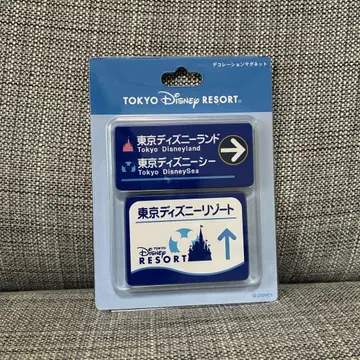 デコレーションマグネット
TOKYO Disney RESORT®
東京ディズニーランド
Tokyo Disneyland
東京ディズニーシー
Tokyo DisneySea
東京ディズニーリゾート
TOKYO
Disney
RESORT
©DISNEY